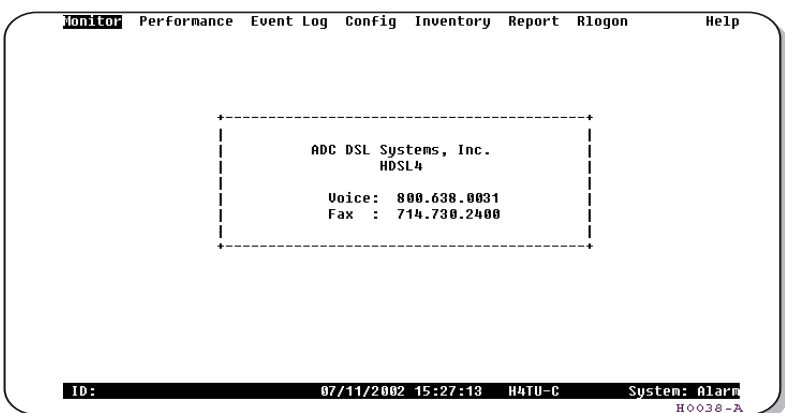 Monitor Performance Event Log Config Inventory Report Rlogon Help
ADC DSL Systems, Inc.
HDSL4
Voice: 800.638.0031
Fax : 714.730.2400
ID: 07/11/2002 15:27:13 H4TU-C System: Alarm
H0038-A